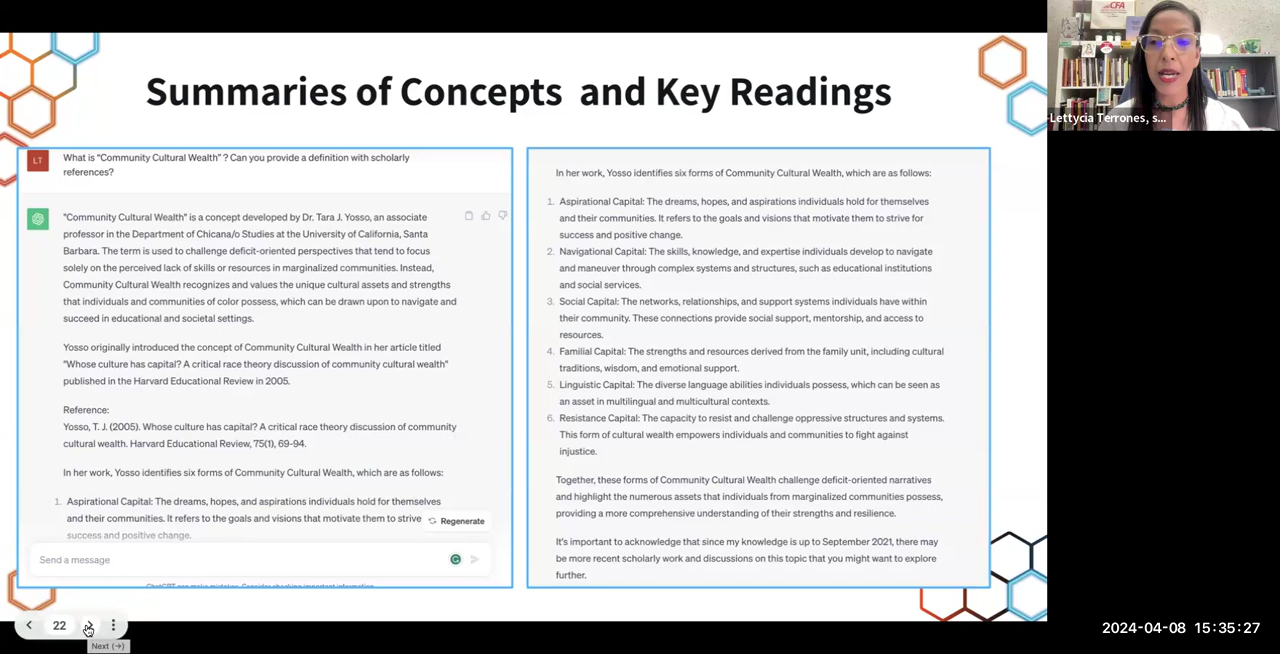 Summaries of Concepts and Key Readings
LT
What is "Community Cultural Wealth" ? Can you provide a definition with scholarly
references?
"Community Cultural Wealth" is a concept developed by Dr. Tara J. Yosso, an associate
professor in the Department of Chicana/o Studies at the University of California, Santa
Barbara. The term is used to challenge deficit-oriented perspectives that tend to focus
solely on the perceived lack of skills or resources in marginalized communities. Instead,
Community Cultural Wealth recognizes and values the unique cultural assets and strengths
that individuals and communities of color possess, which can be drawn upon to navigate and
succeed in educational and societal settings.
Yosso originally introduced the concept of Community Cultural Wealth in her article titled
"Whose culture has capital? A critical race theory discussion of community cultural wealth"
published in the Harvard Educational Review in 2005.
Reference:
Yosso, T. J. (2005). Whose culture has capital? A critical race theory discussion of community
cultural wealth. Harvard Educational Review, 75(1), 69-94.
In her work, Yosso identifies six forms of Community Cultural Wealth, which are as follows:
1. Aspirational Capital: The dreams, hopes, and aspirations individuals hold for themselves
and their communities. It refers to the goals and visions that motivate them to strive
success and positive change.
Regenerate
Send a message
ChatGPT can make mistakes. Consider checking important information.
In her work, Yosso identifies six forms of Community Cultural Wealth, which are as follows:
1. Aspirational Capital: The dreams, hopes, and aspirations individuals hold for themselves
and their communities. It refers to the goals and visions that motivate them to strive for
success and positive change.
2. Navigational Capital: The skills, knowledge, and expertise individuals develop to navigate
and maneuver through complex systems and structures, such as educational institutions
and social services.
3. Social Capital: The networks, relationships, and support systems individuals have within
their community. These connections provide social support, mentorship, and access to
resources.
4. Familial Capital: The strengths and resources derived from the family unit, including cultural
traditions, wisdom, and emotional support.
5. Linguistic Capital: The diverse language abilities individuals possess, which can be seen as
an asset in multilingual and multicultural contexts.
6. Resistance Capital: The capacity to resist and challenge oppressive structures and systems.
This form of cultural wealth empowers individuals and communities to fight against
injustice.
Together, these forms of Community Cultural Wealth challenge deficit-oriented narratives
and highlight the numerous assets that individuals from marginalized communities possess,
providing a more comprehensive understanding of their strengths and resilience.
It's important to acknowledge that since my knowledge is up to September 2021, there may
be more recent scholarly work and discussions on this topic that you might want to explore
further.
22
Next (→)
CFA
Lettycia Terrones, s...
2024-04-08 15:35:27